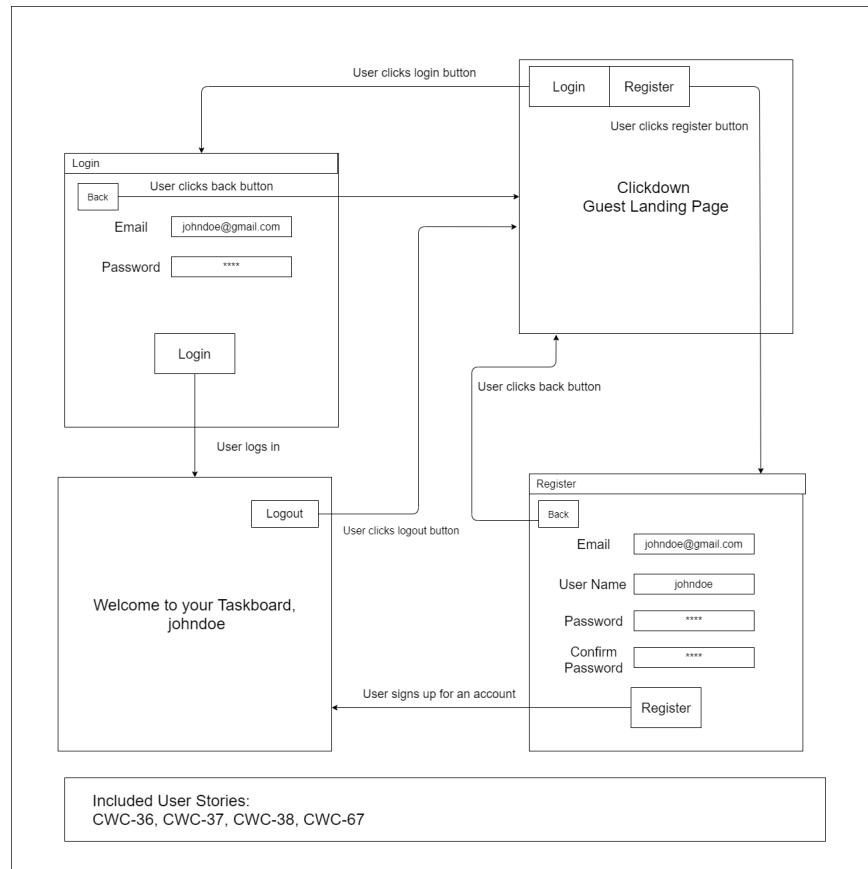 User clicks login button
Login
Register
User clicks register button
Clickdown
Guest Landing Page
Login
Back
User clicks back button
Email
johndoe@gmail.com
Password
****
Login
User logs in
User clicks back button
Logout
User clicks logout button
Welcome to your Taskboard,
johndoe
Register
Back
Email
johndoe@gmail.com
User Name
johndoe
Password
****
Confirm
Password
****
Register
User signs up for an account
Included User Stories:
CWC-36, CWC-37, CWC-38, CWC-67